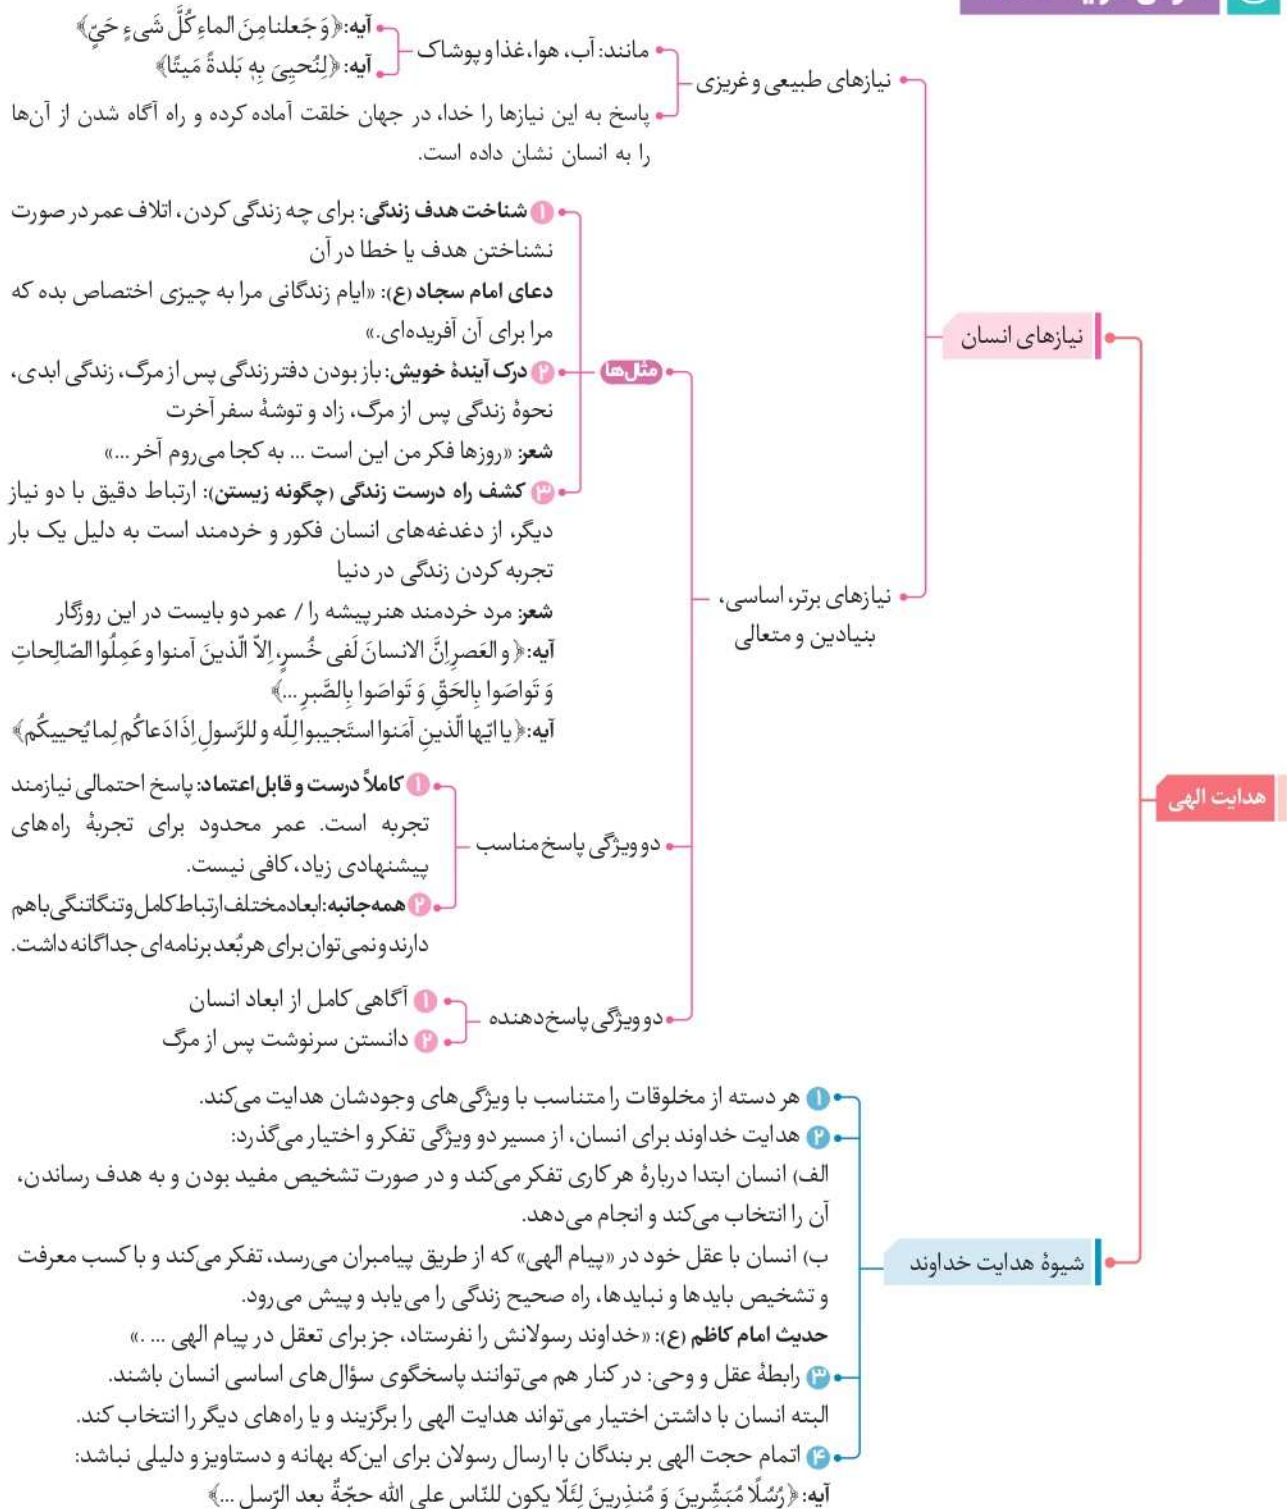 آیه: ﴿وَ جَعلنا مِنَ الماءِ کُلَّ شَیءٍ حَیٍّ﴾
مانند: آب، هوا، غذا و پوشاک
آیه: ﴿لِنُحیِیَ بِهِ بَلدةً مَیتًا﴾
نیازهای طبیعی و غریزی
پاسخ به این نیازها را خدا، در جهان خلقت آماده کرده و راه آگاه شدن از آن‌ها
را به انسان نشان داده است.
۱ شناخت هدف زندگی: برای چه زندگی کردن، اتلاف عمر در صورت
نشناختن هدف یا خطا در آن
دعای امام سجاد (ع): «ایام زندگانی مرا به چیزی اختصاص بده که
مرا برای آن آفریده‌ای.»
نیازهای انسان
مثال‌ها
۲ درک آیندهٔ خویش: باز بودن دفتر زندگی پس از مرگ، زندگی ابدی،
نحوهٔ زندگی پس از مرگ، زاد و توشهٔ سفر آخرت
شعر: «روزها فکر من این است ... به کجا می‌روم آخر ...»
۳ کشف راه درست زندگی (چگونه زیستن): ارتباط دقیق با دو نیاز
دیگر، از دغدغه‌های انسان فکور و خردمند است به دلیل یک بار
تجربه کردن زندگی در دنیا
نیازهای برتر، اساسی،
بنیادین و متعالی
شعر: مرد خردمند هنرپیشه را / عمر دو بایست در این روزگار
آیه: ﴿و العَصرِ اِنَّ الانسانَ لَفی خُسرٍ، اِلاّ الّذینَ آمنوا و عَمِلُوا الصّالِحاتِ
وَ تَواصَوا بِالحَقِّ وَ تَواصَوا بِالصَّبرِ ...﴾
آیه: ﴿یا ایّها الّذینِ آمَنوا استَجیبوا لِلّه و للرَّسولِ اِذَا دَعاکُم لِما یُحییکُم﴾
هدایت الهی
۱ کاملاً درست و قابل اعتماد: پاسخ احتمالی نیازمند
تجربه است. عمر محدود برای تجربهٔ راه‌های
پیشنهادی زیاد، کافی نیست.
دو ویژگی پاسخ مناسب
۲ همه‌جانبه: ابعاد مختلف ارتباط کامل و تنگاتنگی با هم
دارند و نمی‌توان برای هر بُعد برنامه‌ای جداگانه داشت.
دو ویژگی پاسخ‌دهنده
۱ آگاهی کامل از ابعاد انسان
۲ دانستن سرنوشت پس از مرگ
۱ هر دسته از مخلوقات را متناسب با ویژگی‌های وجودشان هدایت می‌کند.
۲ هدایت خداوند برای انسان، از مسیر دو ویژگی تفکر و اختیار می‌گذرد:
الف) انسان ابتدا دربارهٔ هر کاری تفکر می‌کند و در صورت تشخیص مفید بودن و به هدف رساندن،
آن را انتخاب می‌کند و انجام می‌دهد.
شیوهٔ هدایت خداوند
ب) انسان با عقل خود در «پیام الهی» که از طریق پیامبران می‌رسد، تفکر می‌کند و با کسب معرفت
و تشخیص بایدها و نبایدها، راه صحیح زندگی را می‌یابد و پیش می‌رود.
حدیث امام کاظم (ع): «خداوند رسولانش را نفرستاد، جز برای تعقل در پیام الهی ... .»
۳ رابطهٔ عقل و وحی: در کنار هم می‌توانند پاسخگوی سؤال‌های اساسی انسان باشند.
البته انسان با داشتن اختیار می‌تواند هدایت الهی را برگزیند و یا راه‌های دیگر را انتخاب کند.
۴ اتمام حجت الهی بر بندگان با ارسال رسولان برای این‌که بهانه و دستاویز و دلیلی نباشد:
آیه: ﴿رُسُلًا مُبَشِّرینَ وَ مُنذِرینَ لِئَلّا یکون للنّاس علی الله حجّةٌ بعد الرّسل ...﴾